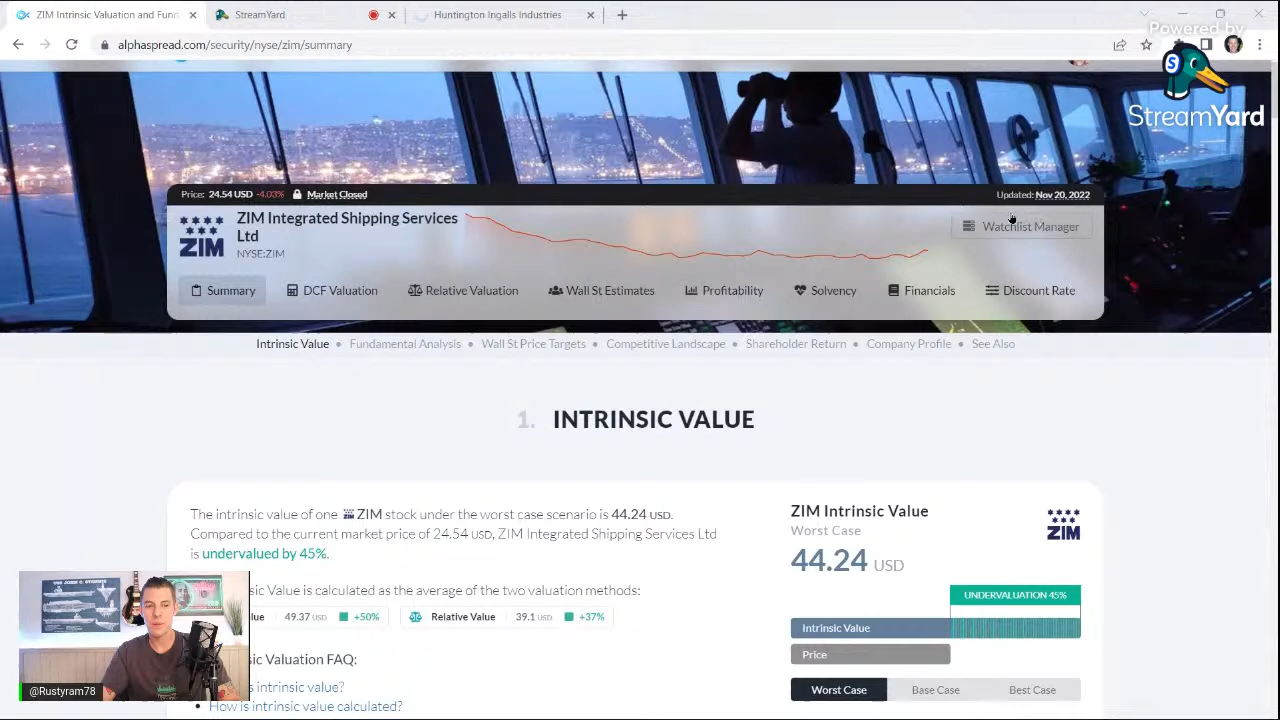 ZIM Intrinsic Valuation and Fund
StreamYard
Huntington Ingalls Industries
alphaspread.com/security/nyse/zim/summary
Powered by
StreamYard
Price: 24.54 USD -4.03% Market Closed
Updated: Nov 20, 2022
ZIM
ZIM Integrated Shipping Services
Ltd
NYSE:ZIM
Watchlist Manager
Summary DCF Valuation Relative Valuation Wall St Estimates Profitability Solvency Financials Discount Rate
Intrinsic Value • Fundamental Analysis • Wall St Price Targets • Competitive Landscape • Shareholder Return • Company Profile • See Also
1. INTRINSIC VALUE
The intrinsic value of one ZIM stock under the worst case scenario is 44.24 USD.
Compared to the current market price of 24.54 USD, ZIM Integrated Shipping Services Ltd
is undervalued by 45%.
sic Value is calculated as the average of the two valuation methods:
lue 49.37 USD +50% Relative Value 39.1 USD +37%
sic Valuation FAQ:
is intrinsic value?
• How is intrinsic value calculated?
ZIM Intrinsic Value
Worst Case
ZIM
44.24 USD
UNDERVALUATION 45%
Intrinsic Value
Price
Worst Case Base Case Best Case
@Rustyram78